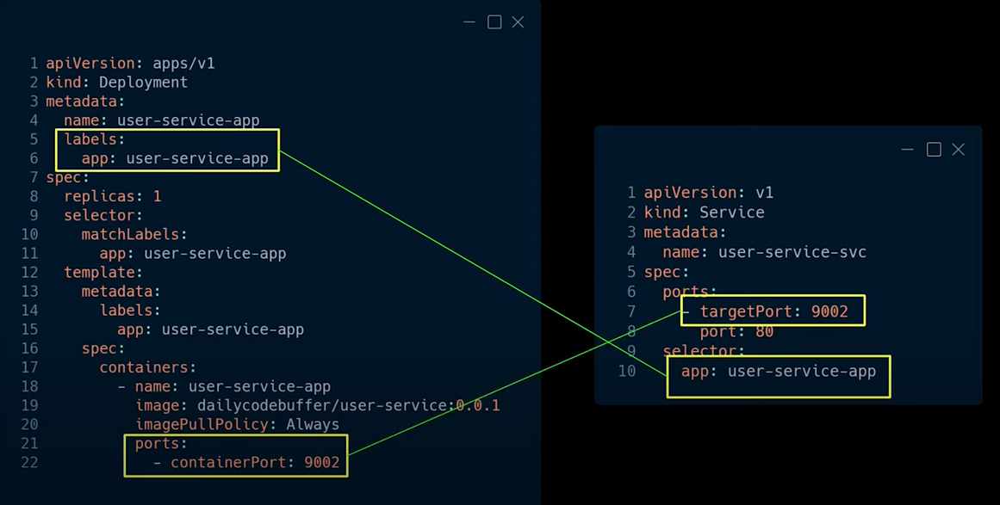 1 apiVersion: apps/v1
2 kind: Deployment
3 metadata:
4   name: user-service-app
5   labels:
6     app: user-service-app
7 spec:
8   replicas: 1
9   selector:
10     matchLabels:
11       app: user-service-app
12   template:
13     metadata:
14       labels:
15         app: user-service-app
16     spec:
17       containers:
18         - name: user-service-app
19           image: dailycodebuffer/user-service:0.0.1
20           imagePullPolicy: Always
21           ports:
22             - containerPort: 9002
1 apiVersion: v1
2 kind: Service
3 metadata:
4   name: user-service-svc
5 spec:
6   ports:
7     - targetPort: 9002
8       port: 80
9   selector:
10     app: user-service-app